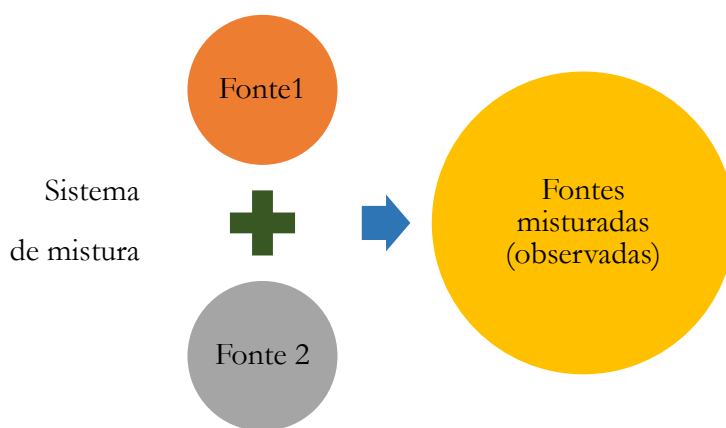 Fonte1
Sistema
de mistura
Fontes
misturadas
(observadas)
Fonte 2